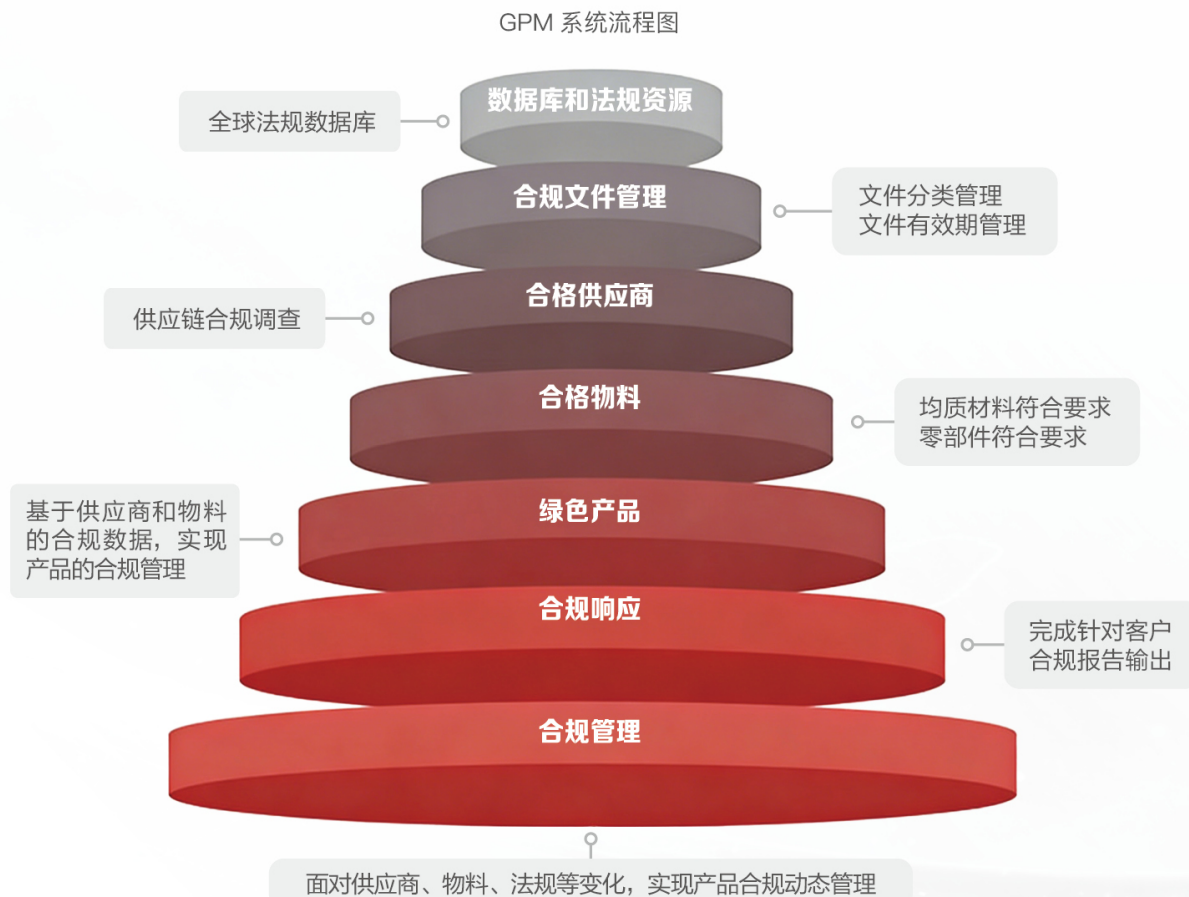 GPM 系统流程图
数据库和法规资源
全球法规数据库
合规文件管理
文件分类管理
文件有效期管理
合格供应商
供应链合规调查
合格物料
均质材料符合要求
零部件符合要求
绿色产品
基于供应商和物料
的合规数据，实现
产品的合规管理
合规响应
完成针对客户
合规报告输出
合规管理
面对供应商、物料、法规等变化，实现产品合规动态管理